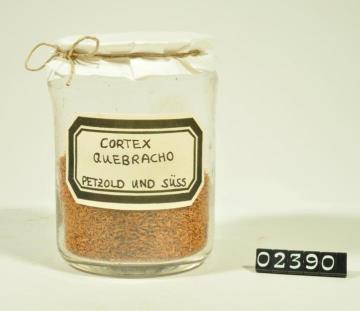 CORTEX
QUEBRACHO
PETZOLD UND SÜSS
02390